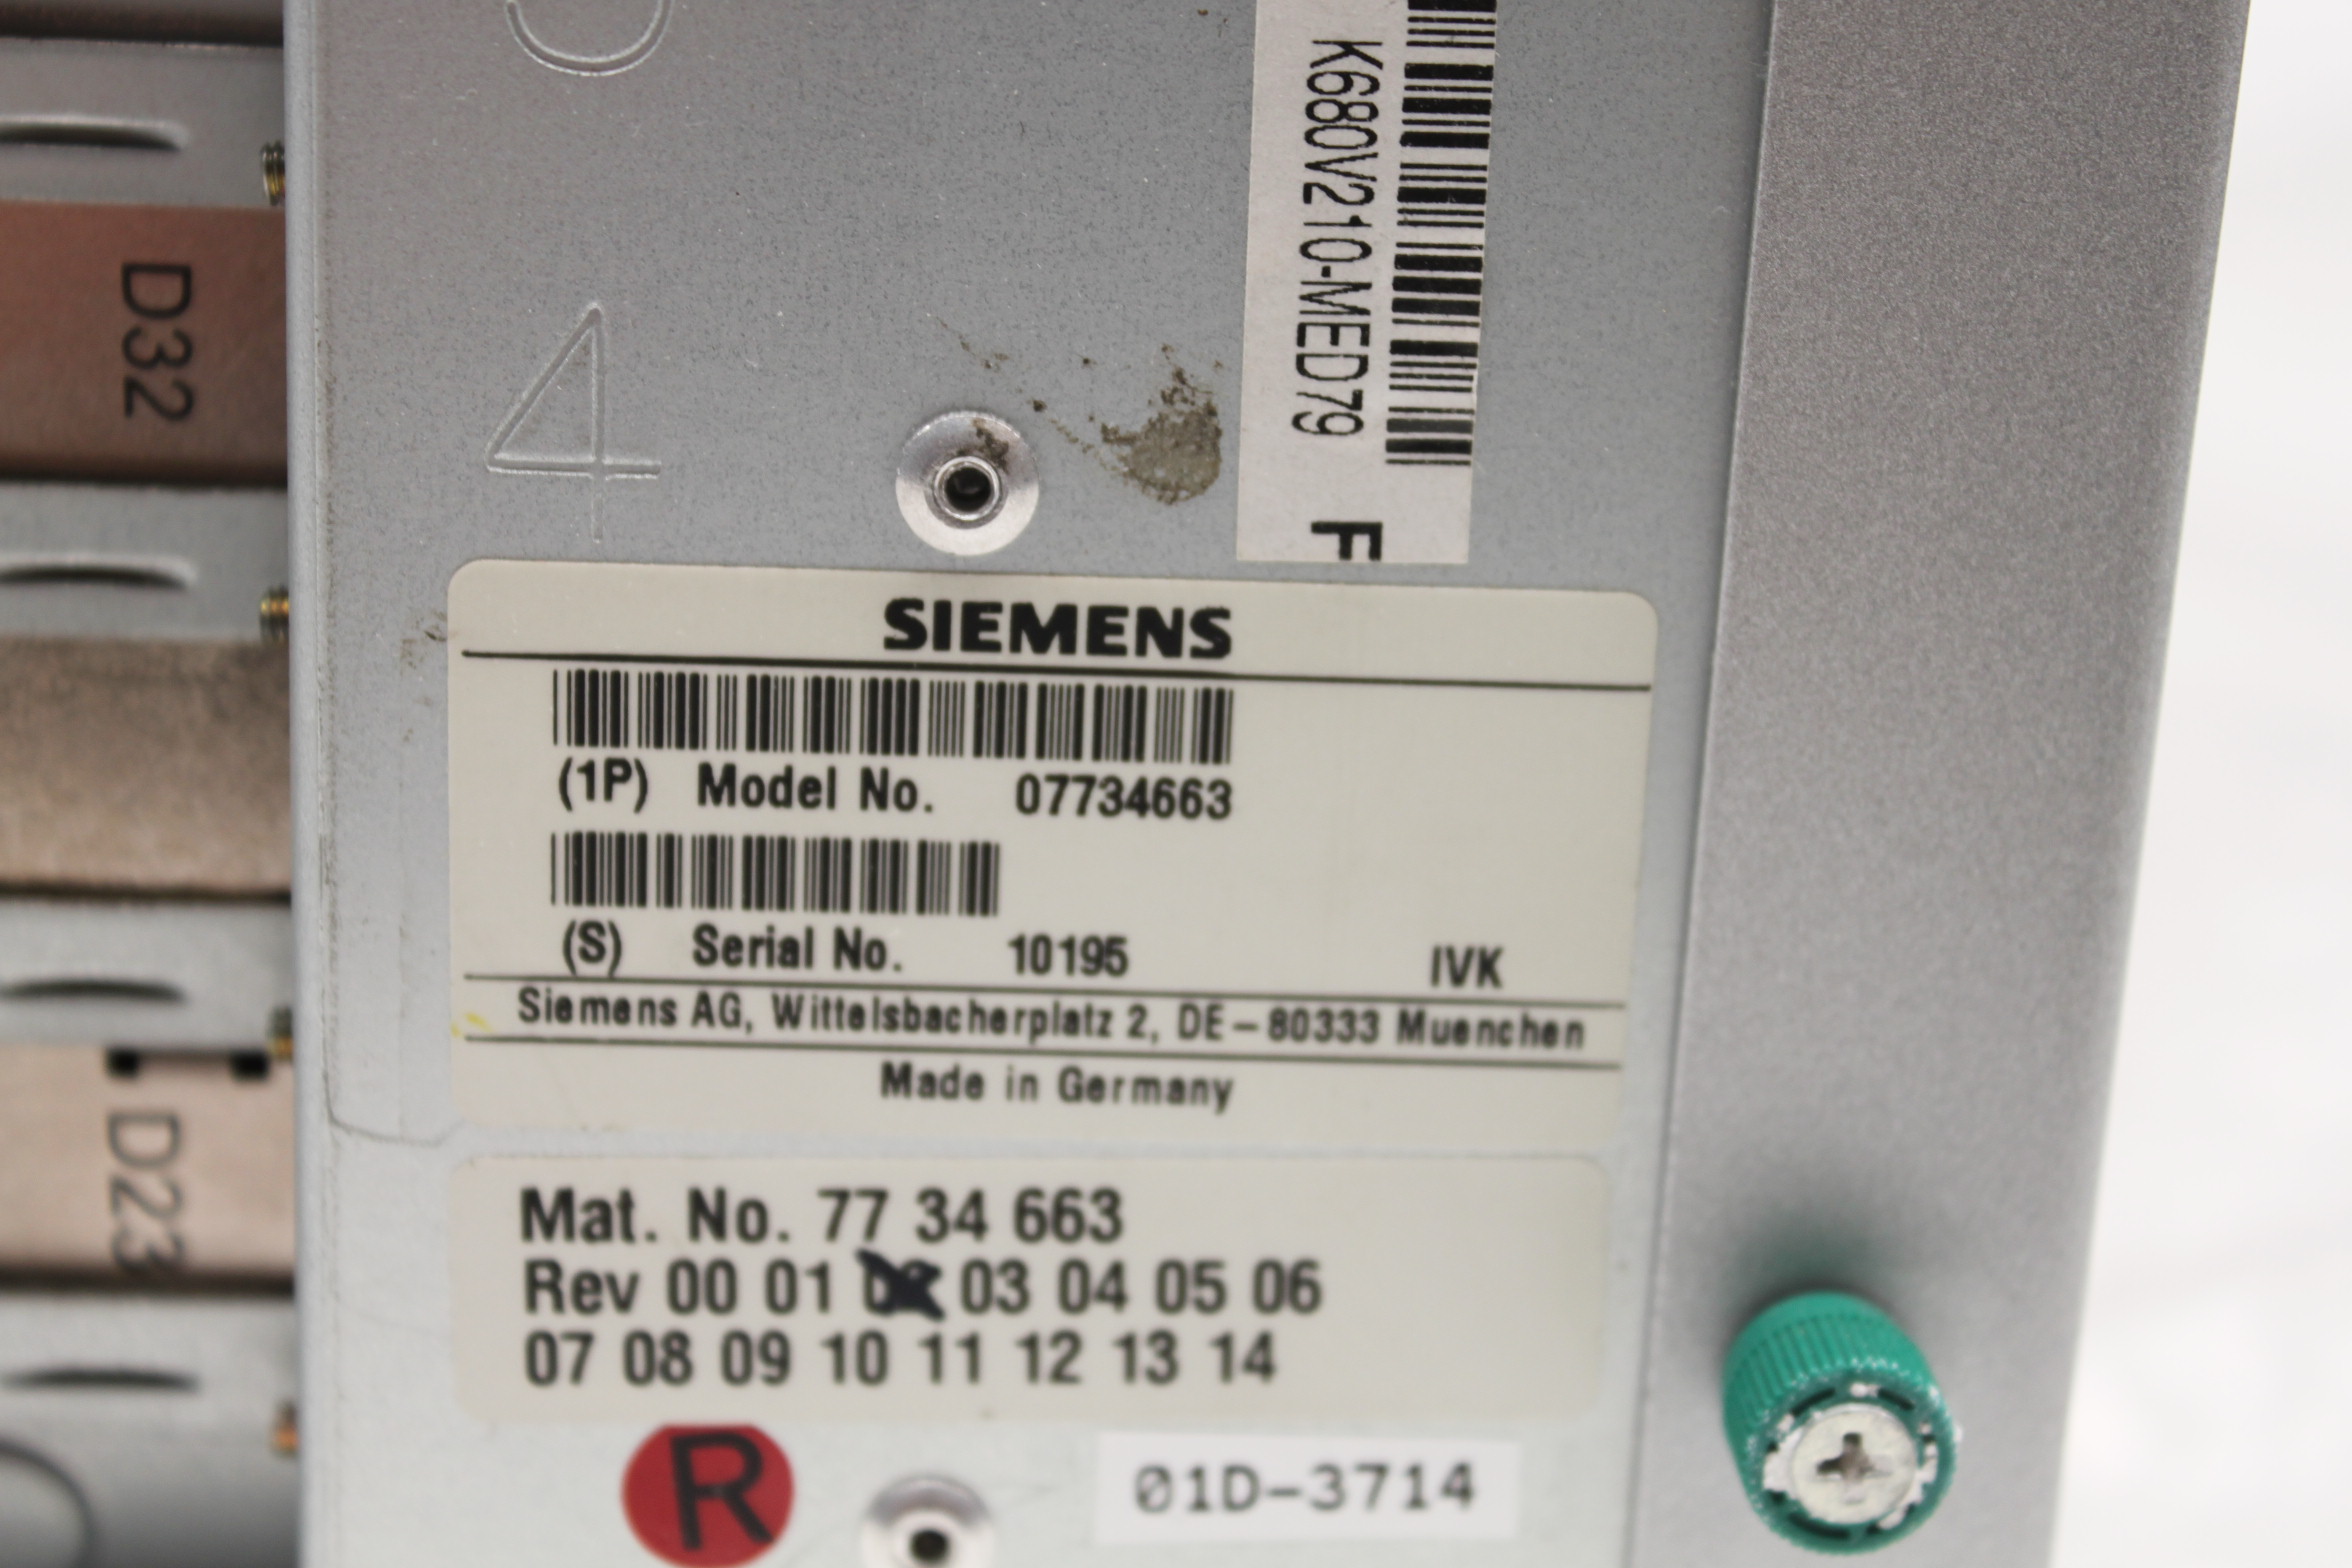 K680V210-MED79
F
D32
4
SIEMENS
(1P) Model No. 07734663
(S) Serial No. 10195 IVK
Siemens AG, Wittelsbacherplatz 2, DE-80333 Muenchen
Made in Germany
D23
Mat. No. 77 34 663
Rev 00 01 02 03 04 05 06
07 08 09 10 11 12 13 14
R
01D-3714